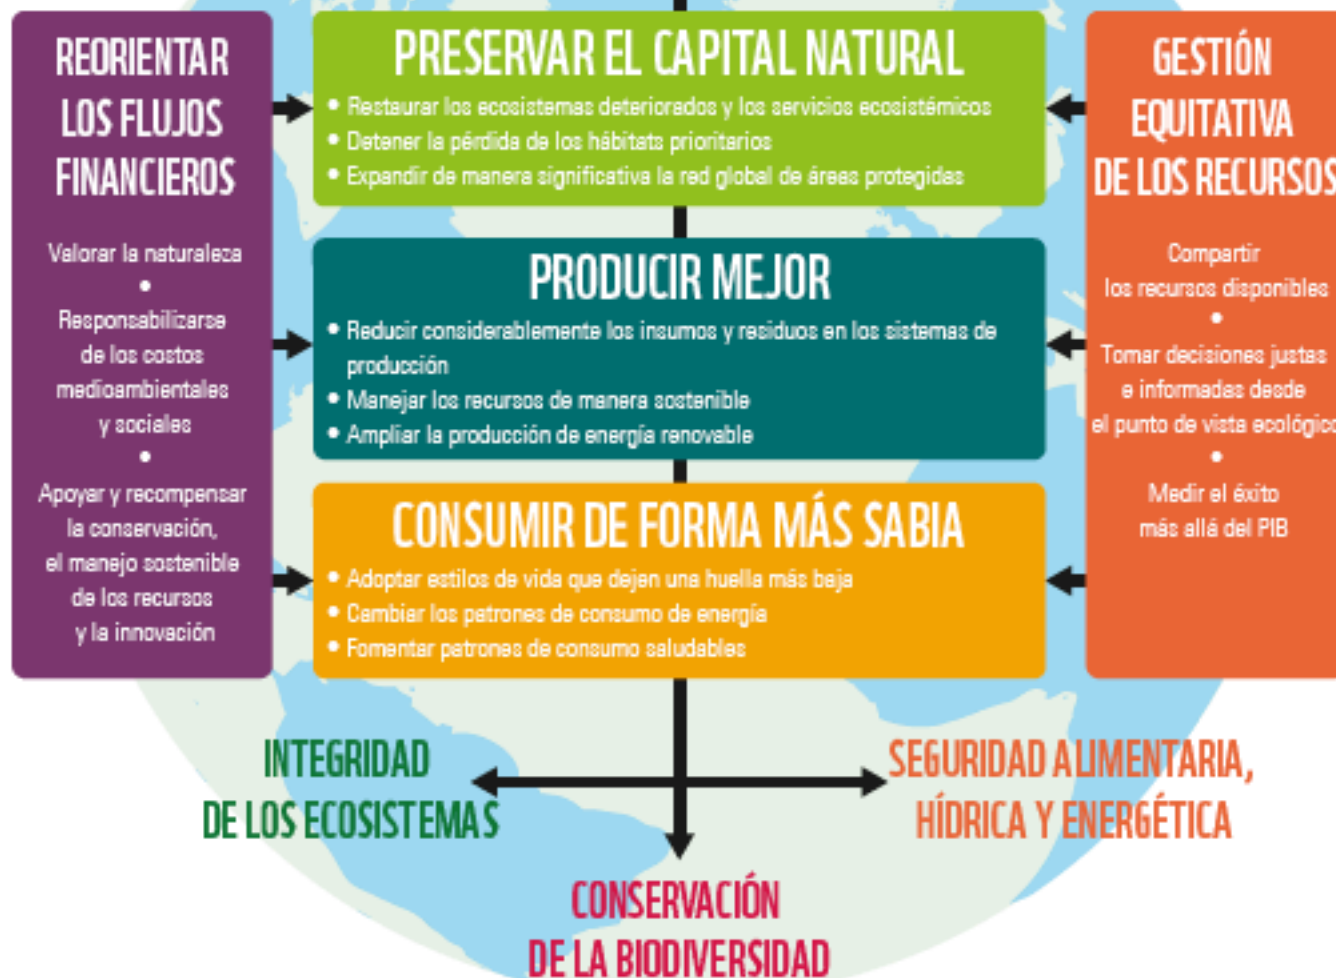 REORIENTAR
LOS FLUJOS
FINANCIEROS
Valorar la naturaleza
•
Responsabilizarse
de los costos
medioambientales
y sociales
•
Apoyar y recompensar
la conservación,
el manejo sostenible
de los recursos
y la innovación
PRESERVAR EL CAPITAL NATURAL
• Restaurar los ecosistemas deteriorados y los servicios ecosistémicos
• Detener la pérdida de los hábitats prioritarios
• Expandir de manera significativa la red global de áreas protegidas
PRODUCIR MEJOR
• Reducir considerablemente los insumos y residuos en los sistemas de
producción
• Manejar los recursos de manera sostenible
• Ampliar la producción de energía renovable
CONSUMIR DE FORMA MÁS SABIA
• Adoptar estilos de vida que dejen una huella más baja
• Cambiar los patrones de consumo de energía
• Fomentar patrones de consumo saludables
GESTIÓN
EQUITATIVA
DE LOS RECURSOS
Compartir
los recursos disponibles
•
Tomar decisiones justas
e informadas desde
el punto de vista ecológico
•
Medir el éxito
más allá del PIB
INTEGRIDAD
DE LOS ECOSISTEMAS
SEGURIDAD ALIMENTARIA,
HÍDRICA Y ENERGÉTICA
CONSERVACIÓN
DE LA BIODIVERSIDAD